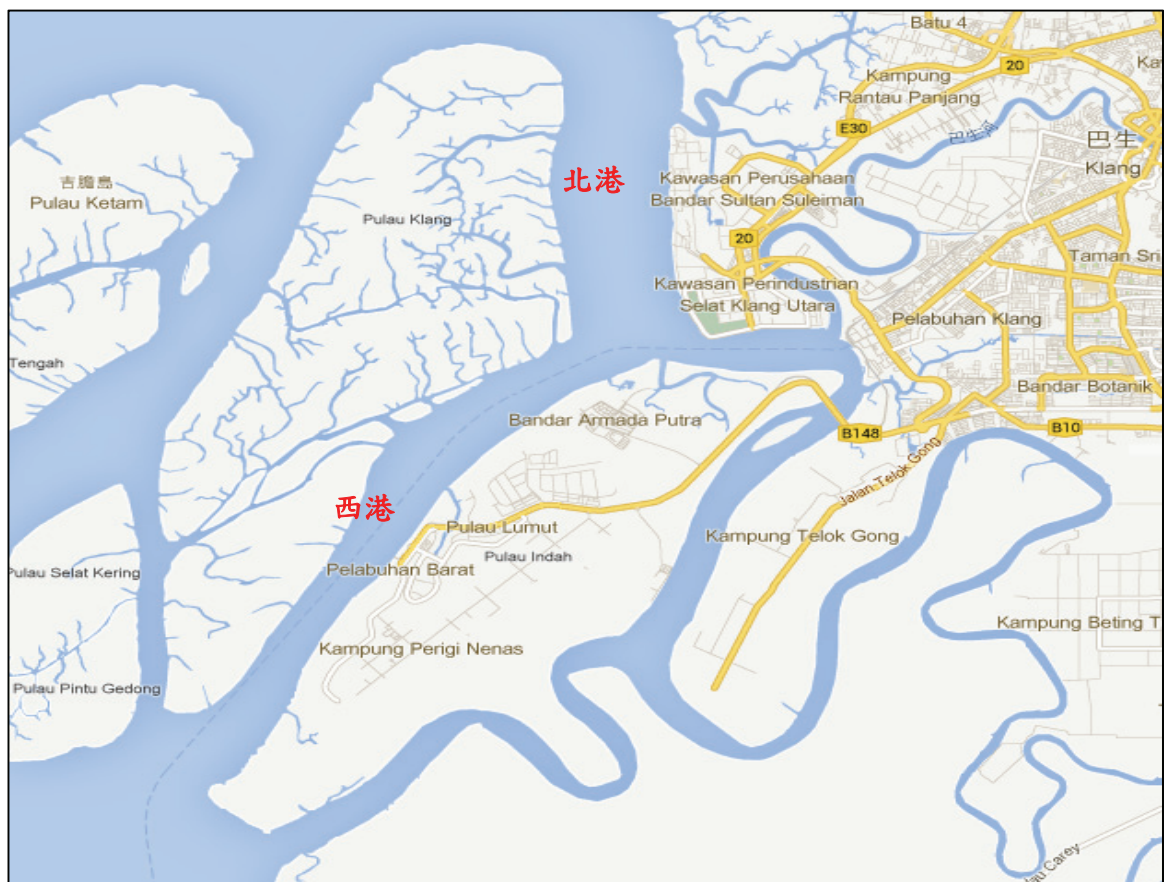 Batu 4
20
Kampung
Rantau Panjang
E30
巴生河
巴生
Klang
北港
吉膽島
Pulau Ketam
Pulau Klang
Kawasan Perusahaan
Bandar Sultan Suleiman
20
Taman Sri
Kawasan Perindustrian
Selat Klang Utara
Pelabuhan Klang
Tengah
Bandar Botanik
Bandar Armada Putra
B148
B10
Jalan Telok Gong
西港
Pulau Lumut
Kampung Telok Gong
Pulau Indah
Pelabuhan Barat
Pulau Selat Kering
Kampung Beting T
Kampung Perigi Nenas
Pulau Pintu Gedong
au Carey